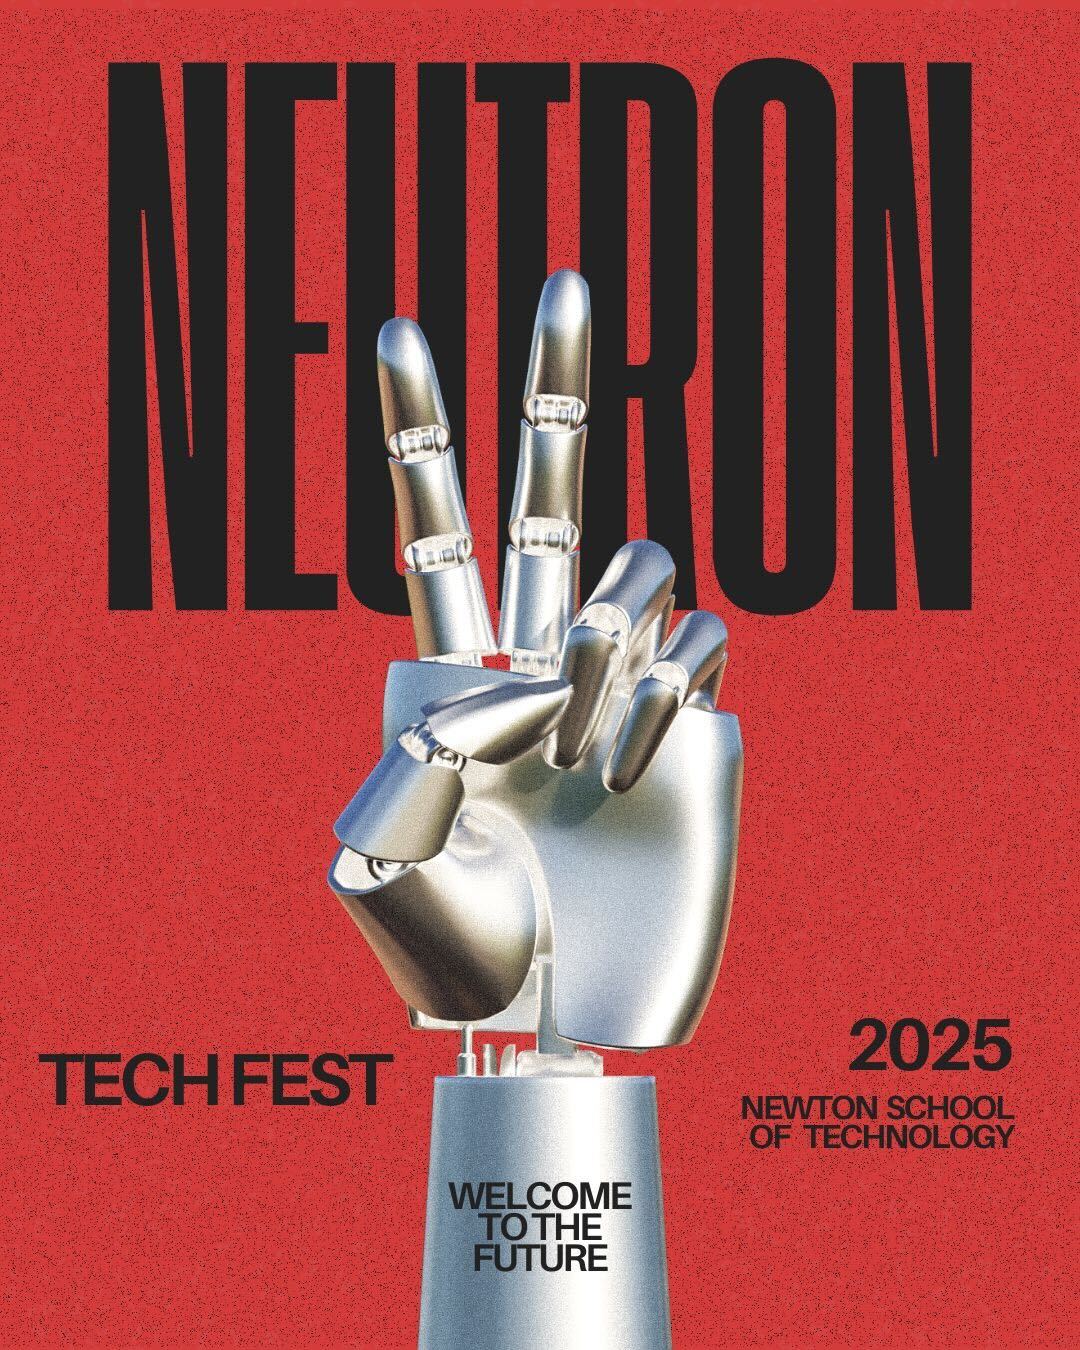 NEUTRON
TECH FEST
2025
NEWTON SCHOOL
OF TECHNOLOGY
WELCOME
TO THE
FUTURE